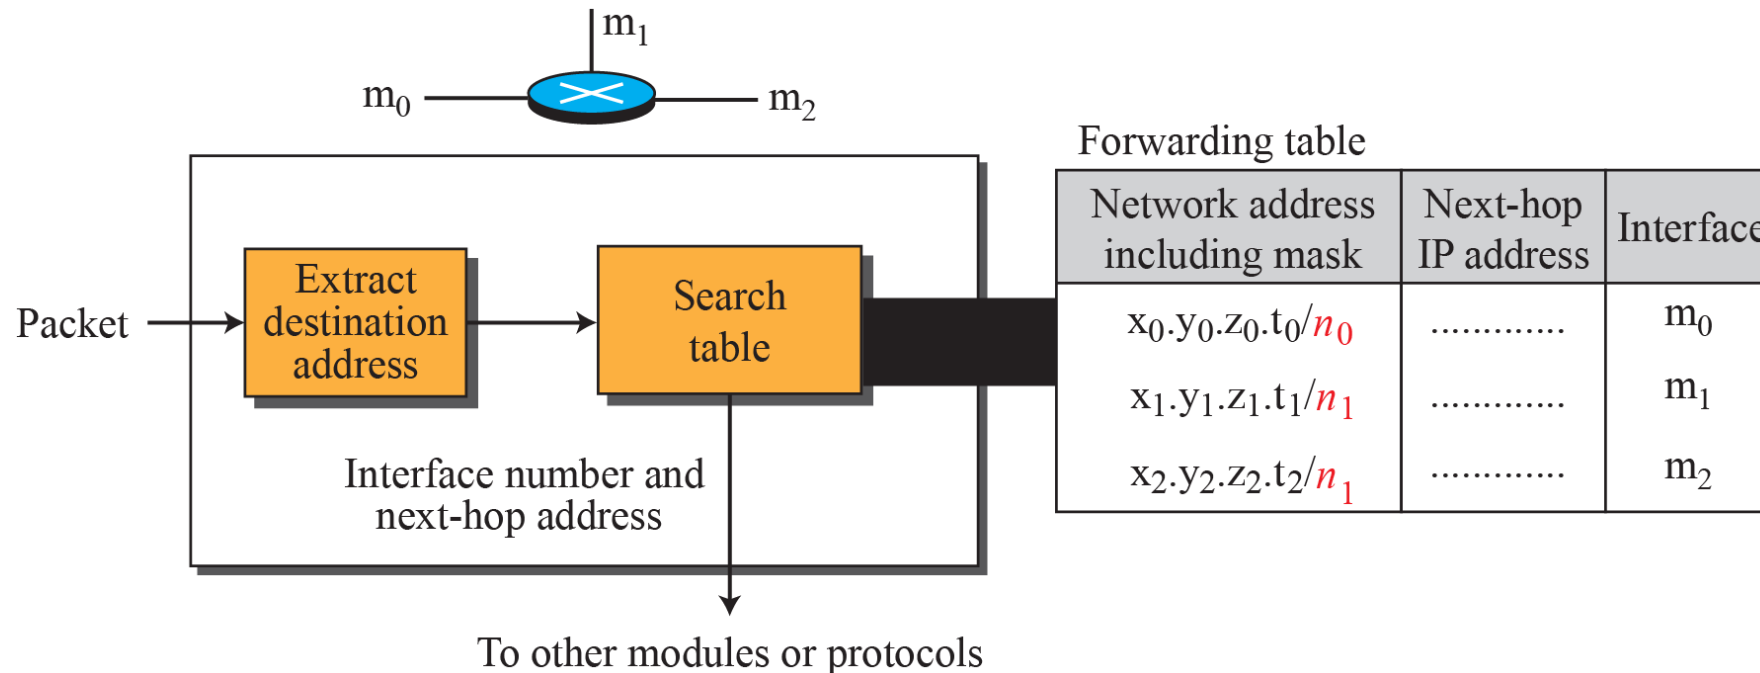 m₁
m₀
m₂
Forwarding table
Network address
including mask
Next-hop
IP address
Interface
Packet
Extract
destination
address
Search
table
x₀.y₀.z₀.t₀/n₀ ............. m₀
x₁.y₁.z₁.t₁/n₁ ............. m₁
x₂.y₂.z₂.t₂/n₁ ............. m₂
Interface number and
next-hop address
To other modules or protocols